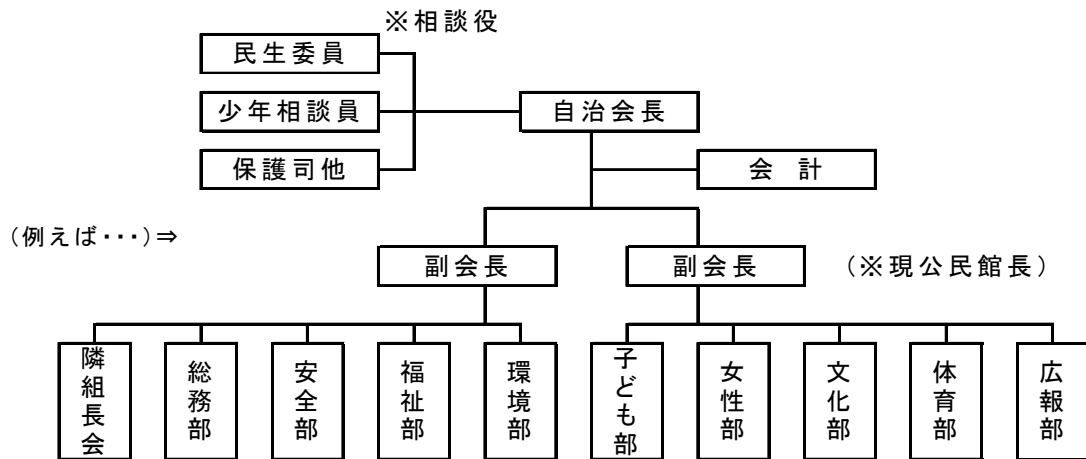 ※相談役
民生委員
少年相談員
自治会長
保護司他
会 計
(例えば・・・)⇒
副会長
副会長
(※現公民館長)
隣組長会
総務部
安全部
福祉部
環境部
子ども部
女性部
文化部
体育部
広報部